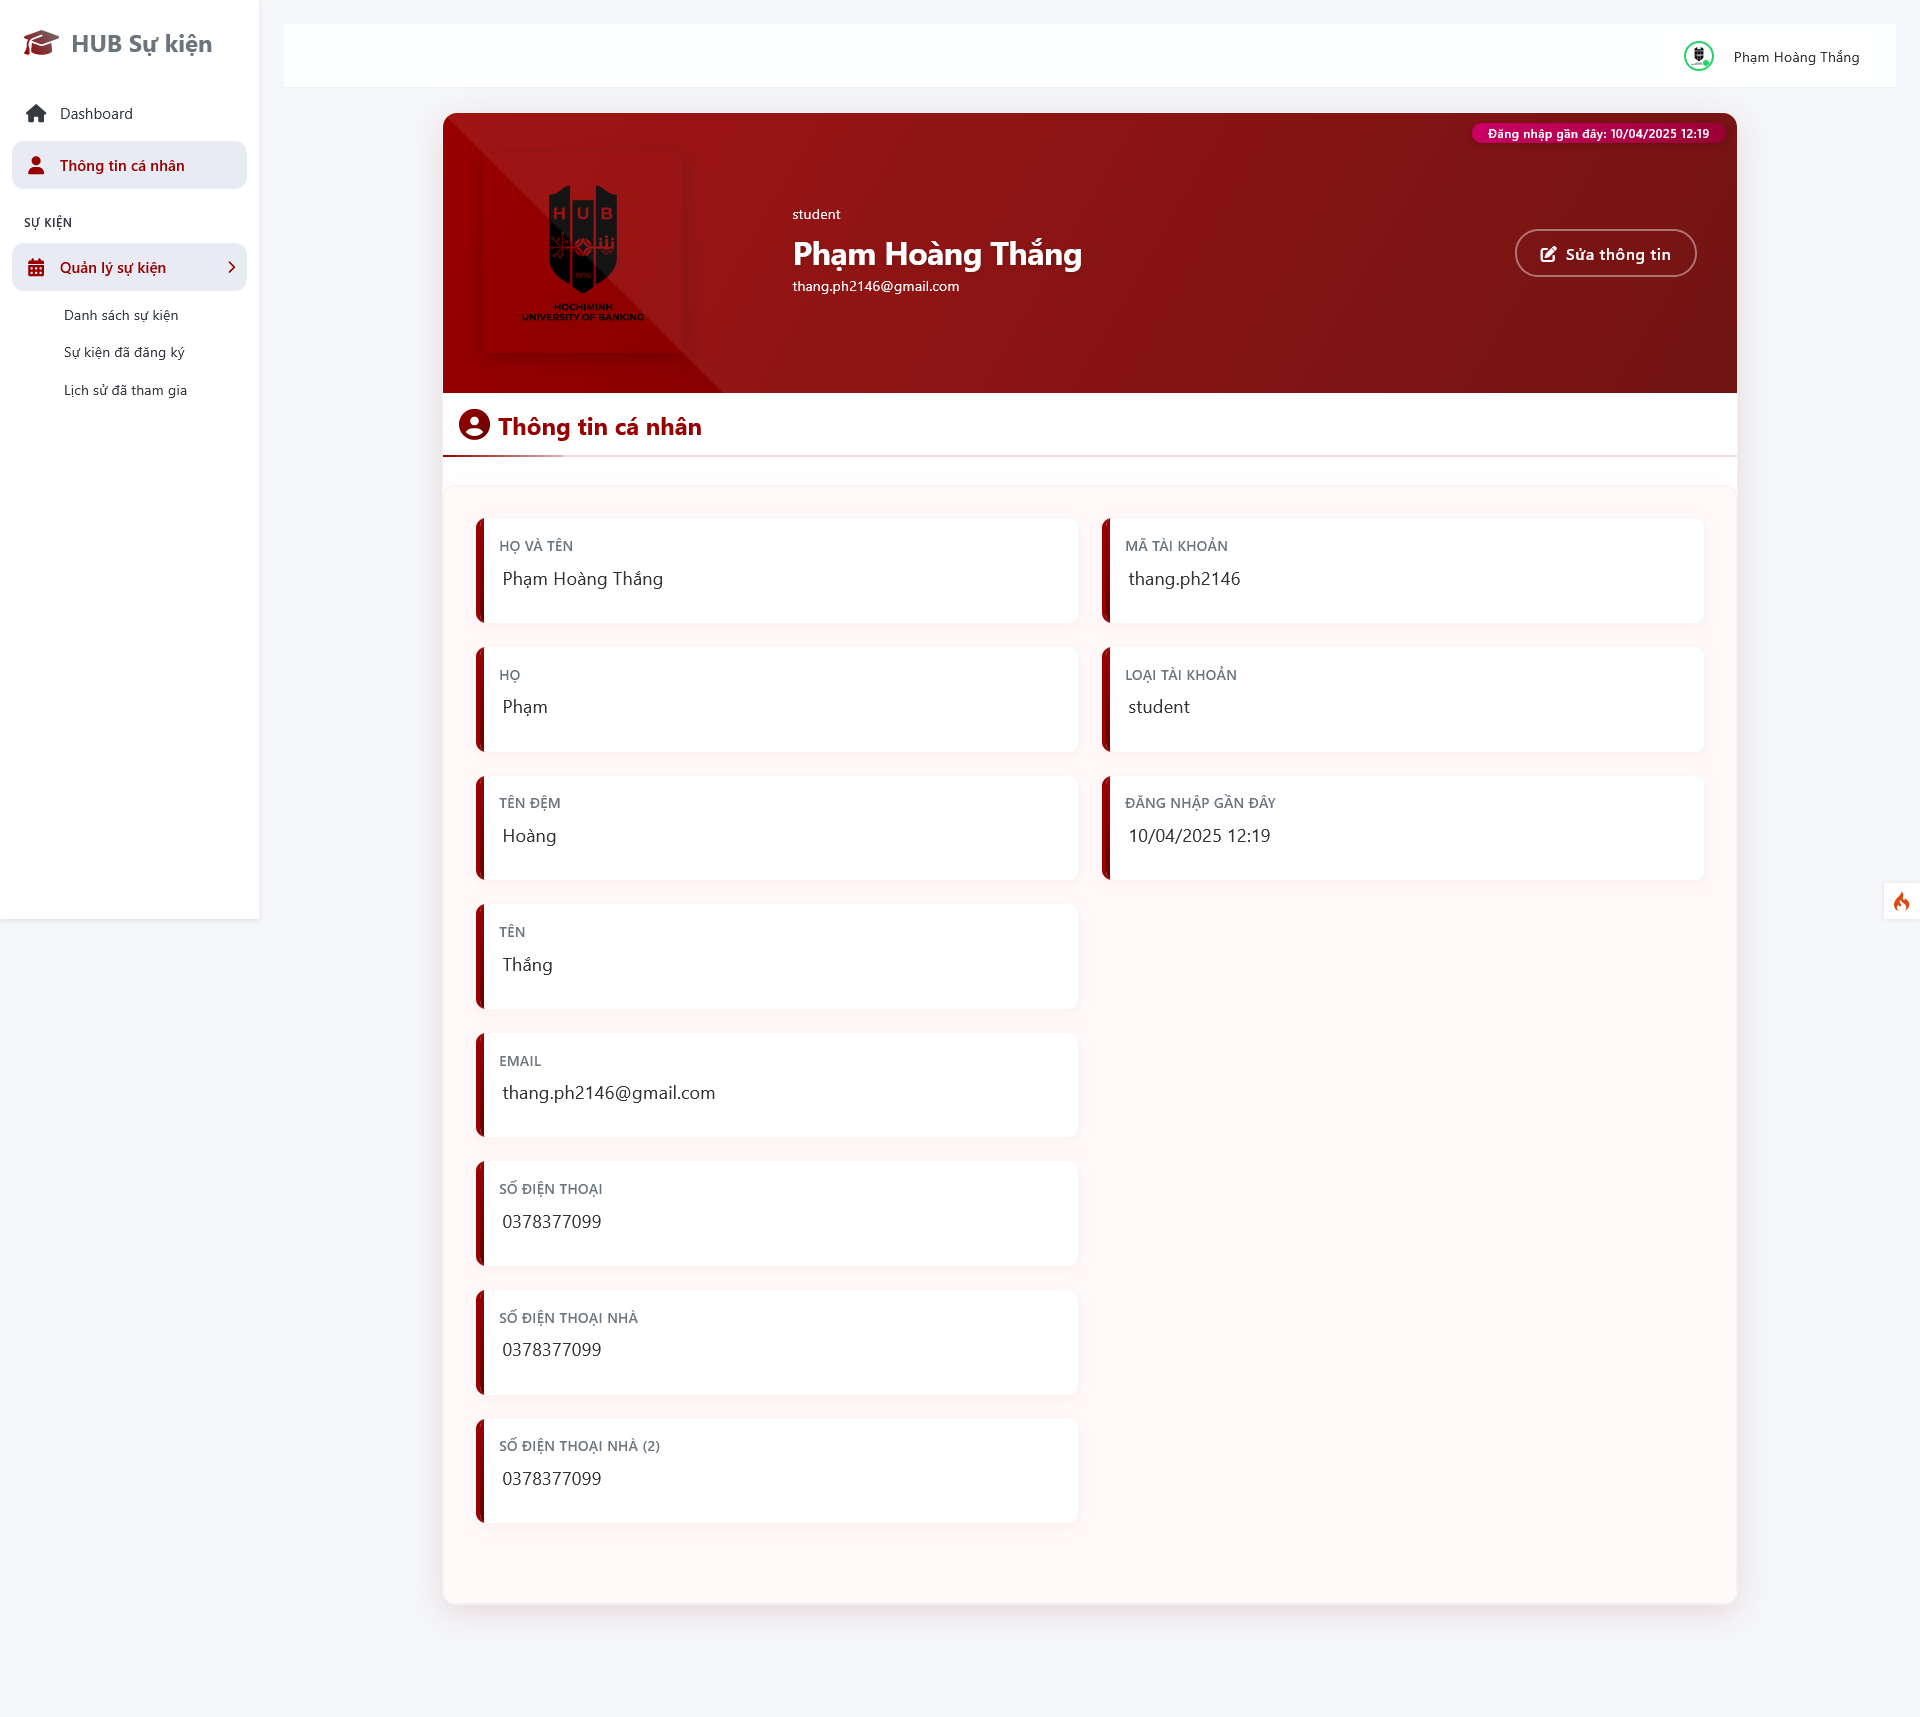 HUB Sự kiện
Dashboard
Thông tin cá nhân
SỰ KIỆN
Quản lý sự kiện
Danh sách sự kiện
Sự kiện đã đăng ký
Lịch sử đã tham gia
Phạm Hoàng Thắng
Đăng nhập gần đây: 10/04/2025 12:19
HUB
1976
HOCHIMINH
UNIVERSITY OF BANKING
student
Phạm Hoàng Thắng
thang.ph2146@gmail.com
Sửa thông tin
Thông tin cá nhân
HỌ VÀ TÊN
Phạm Hoàng Thắng
HỌ
Phạm
TÊN ĐỆM
Hoàng
TÊN
Thắng
EMAIL
thang.ph2146@gmail.com
SỐ ĐIỆN THOẠI
0378377099
SỐ ĐIỆN THOẠI NHÀ
0378377099
SỐ ĐIỆN THOẠI NHÀ (2)
0378377099
MÃ TÀI KHOẢN
thang.ph2146
LOẠI TÀI KHOẢN
student
ĐĂNG NHẬP GẦN ĐÂY
10/04/2025 12:19